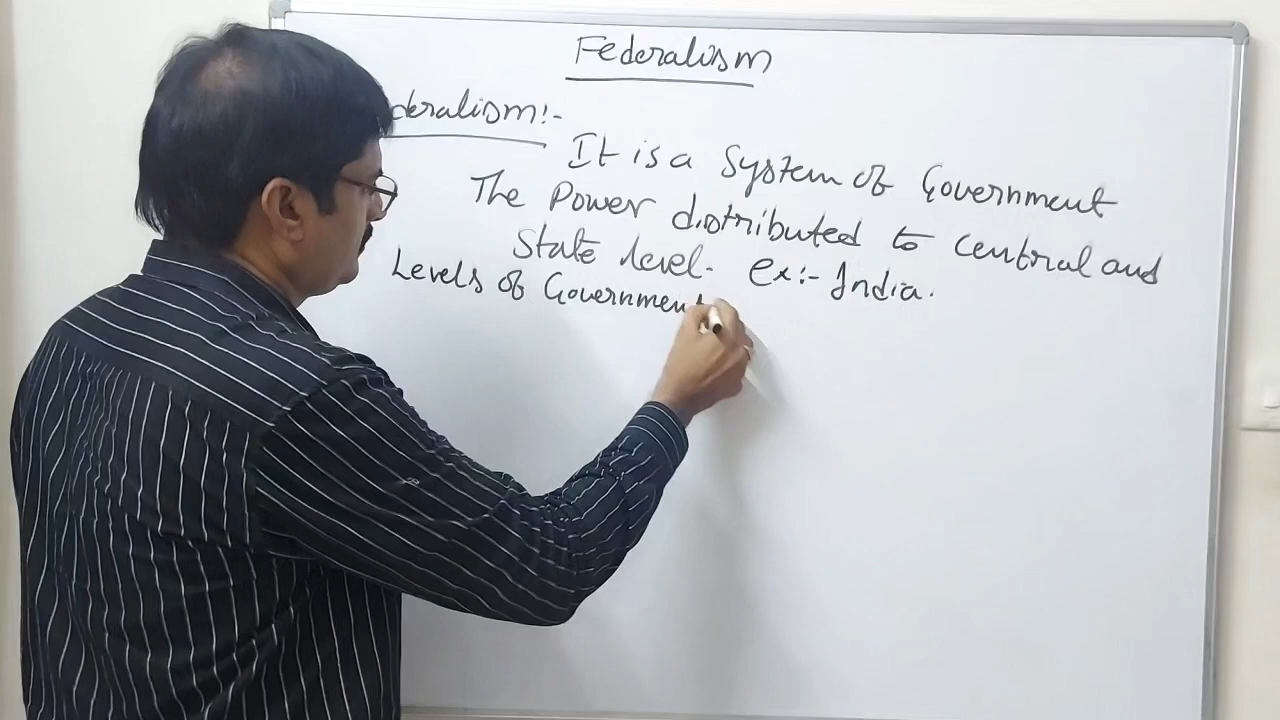 Federalism
deralism:-
It is a System of Government
The Power distributed to Central and
State level. Ex:- India.
Levels of Government